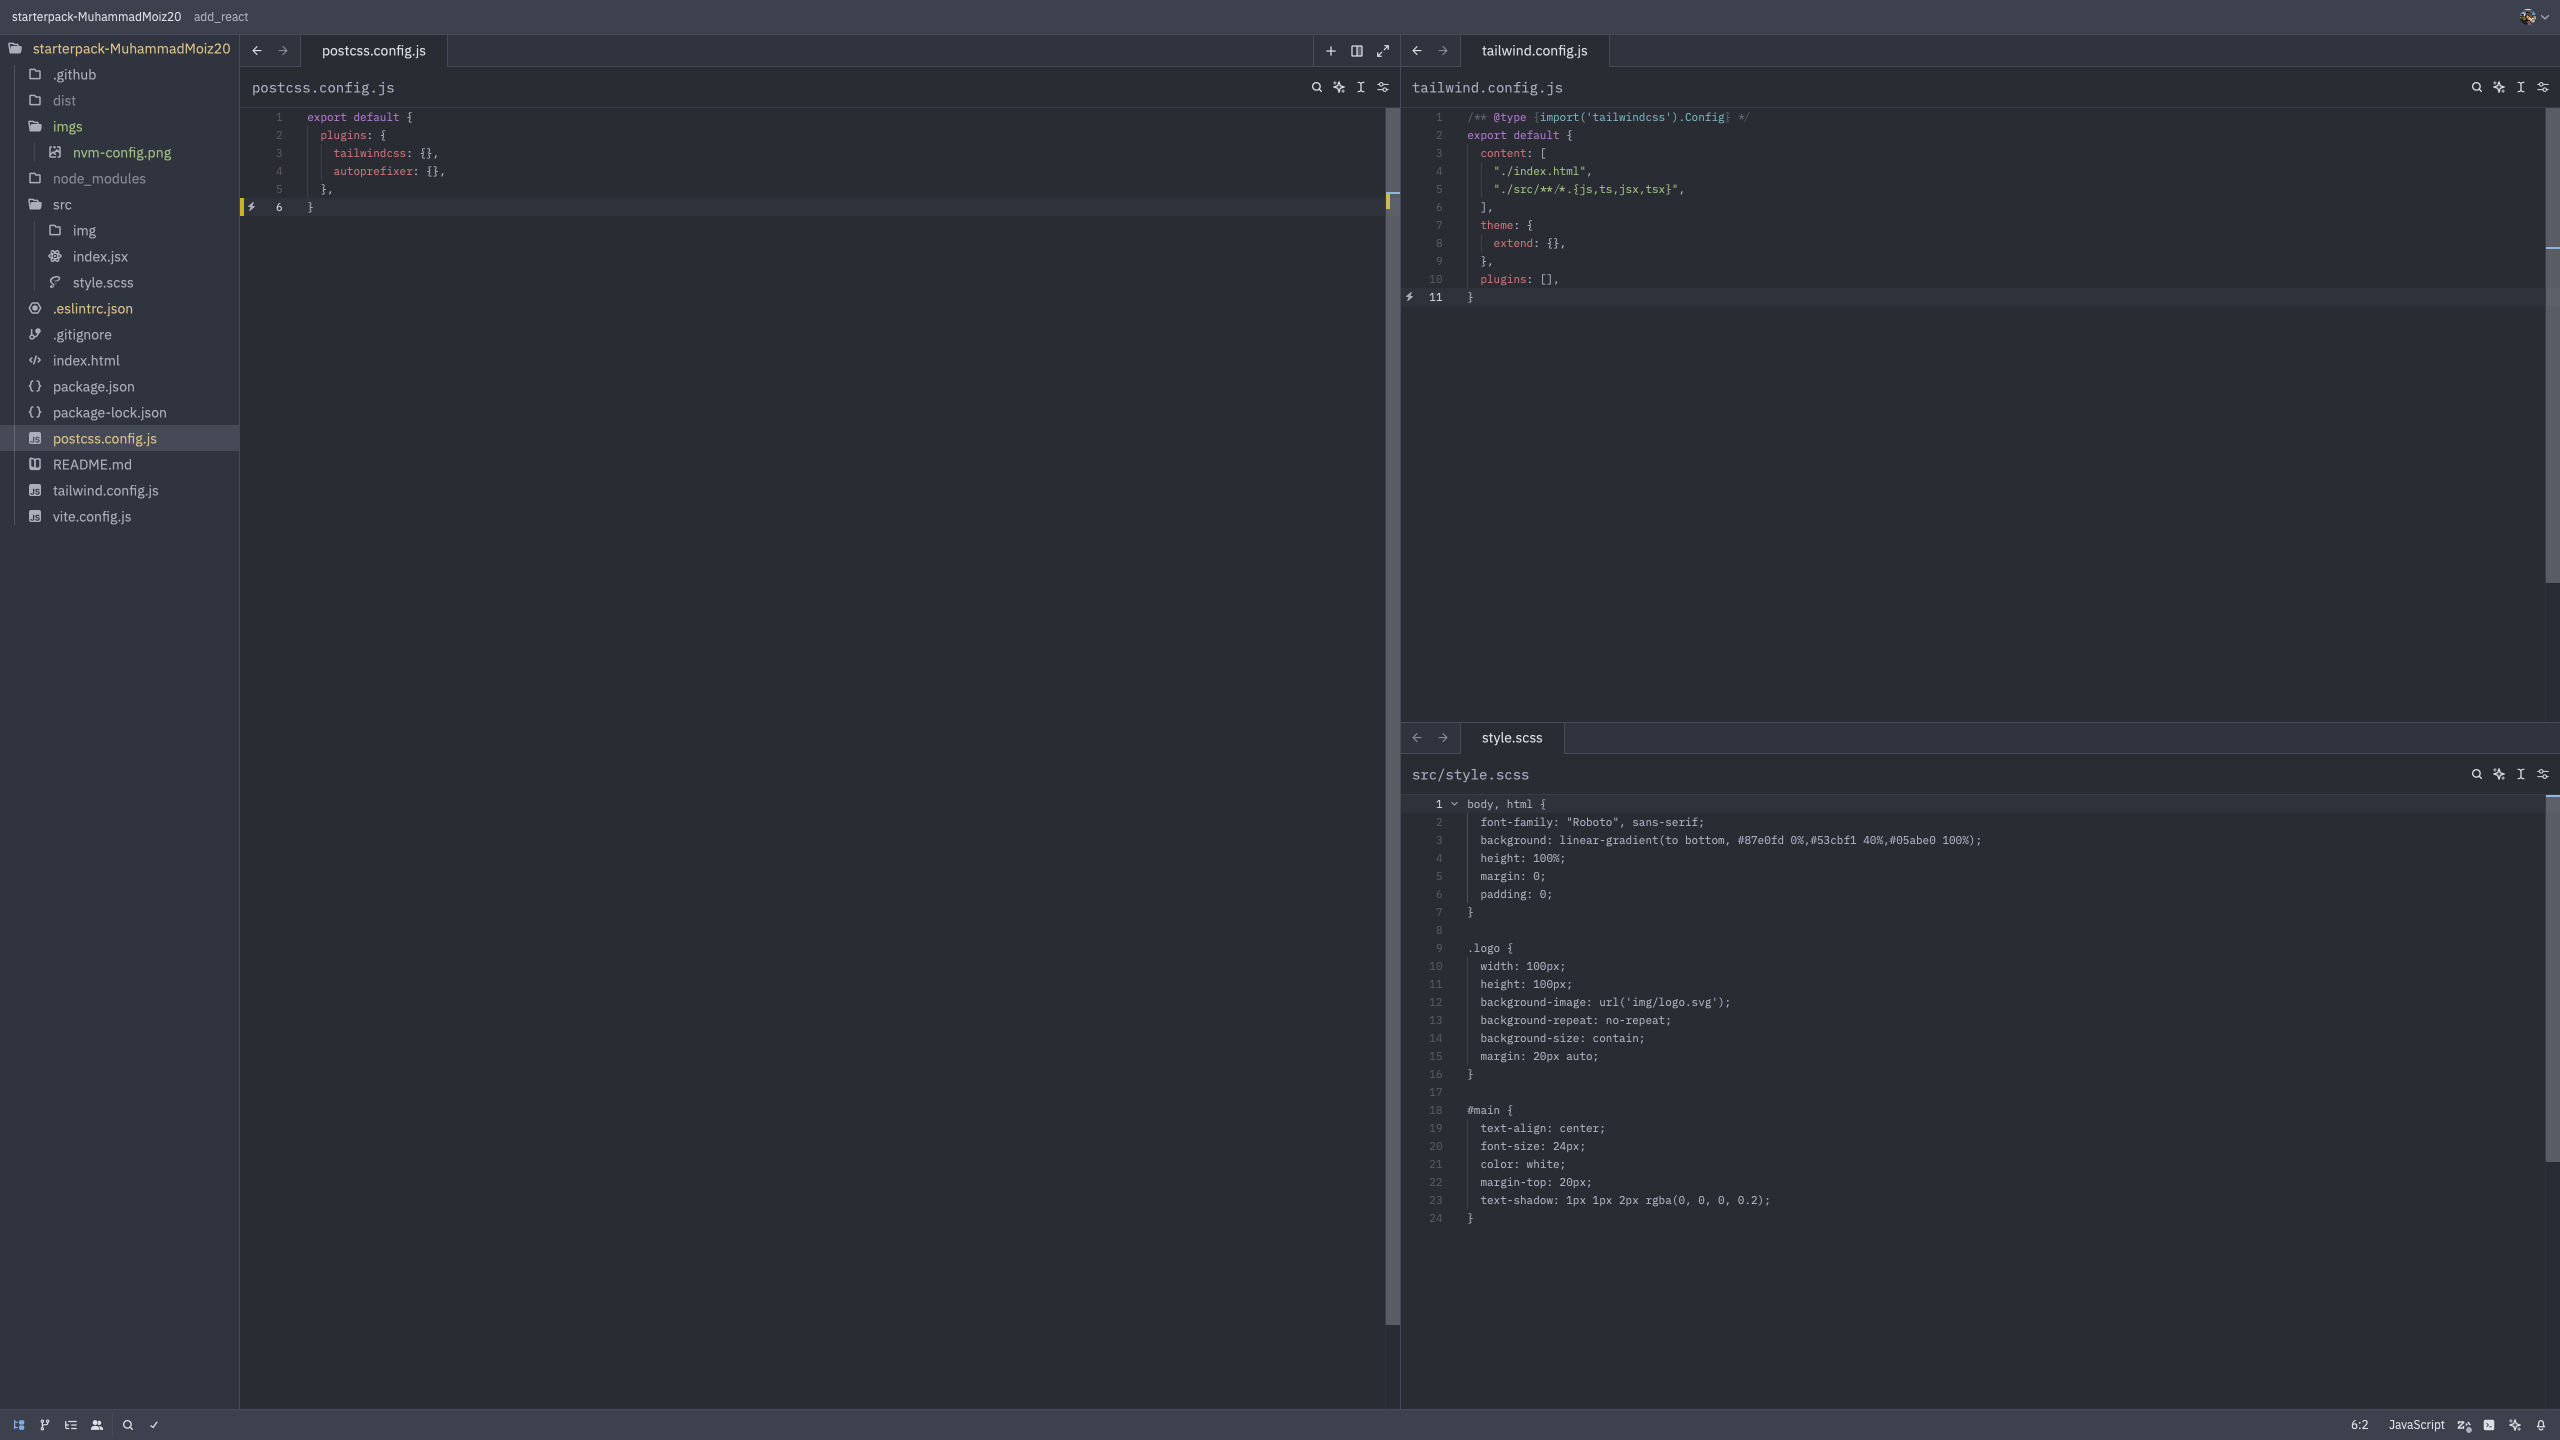 starterpack-MuhammadMoiz20 add_react
starterpack-MuhammadMoiz20
.github
dist
imgs
nvm-config.png
node_modules
src
img
index.jsx
style.scss
.eslintrc.json
.gitignore
index.html
package.json
package-lock.json
postcss.config.js
README.md
tailwind.config.js
vite.config.js
postcss.config.js
postcss.config.js
1 export default {
2 plugins: {
3 tailwindcss: {},
4 autoprefixer: {},
5 },
6 }
tailwind.config.js
tailwind.config.js
1 /** @type {import('tailwindcss').Config} */
2 export default {
3 content: [
4 "./index.html",
5 "./src/**/*.{js,ts,jsx,tsx}",
6 ],
7 theme: {
8 extend: {},
9 },
10 plugins: [],
11 }
style.scss
src/style.scss
1 body, html {
2 font-family: "Roboto", sans-serif;
3 background: linear-gradient(to bottom, #87e0fd 0%,#53cbf1 40%,#05abe0 100%);
4 height: 100%;
5 margin: 0;
6 padding: 0;
7 }
8
9 .logo {
10 width: 100px;
11 height: 100px;
12 background-image: url('img/logo.svg');
13 background-repeat: no-repeat;
14 background-size: contain;
15 margin: 20px auto;
16 }
17
18 #main {
19 text-align: center;
20 font-size: 24px;
21 color: white;
22 margin-top: 20px;
23 text-shadow: 1px 1px 2px rgba(0, 0, 0, 0.2);
24 }
6:2 JavaScript